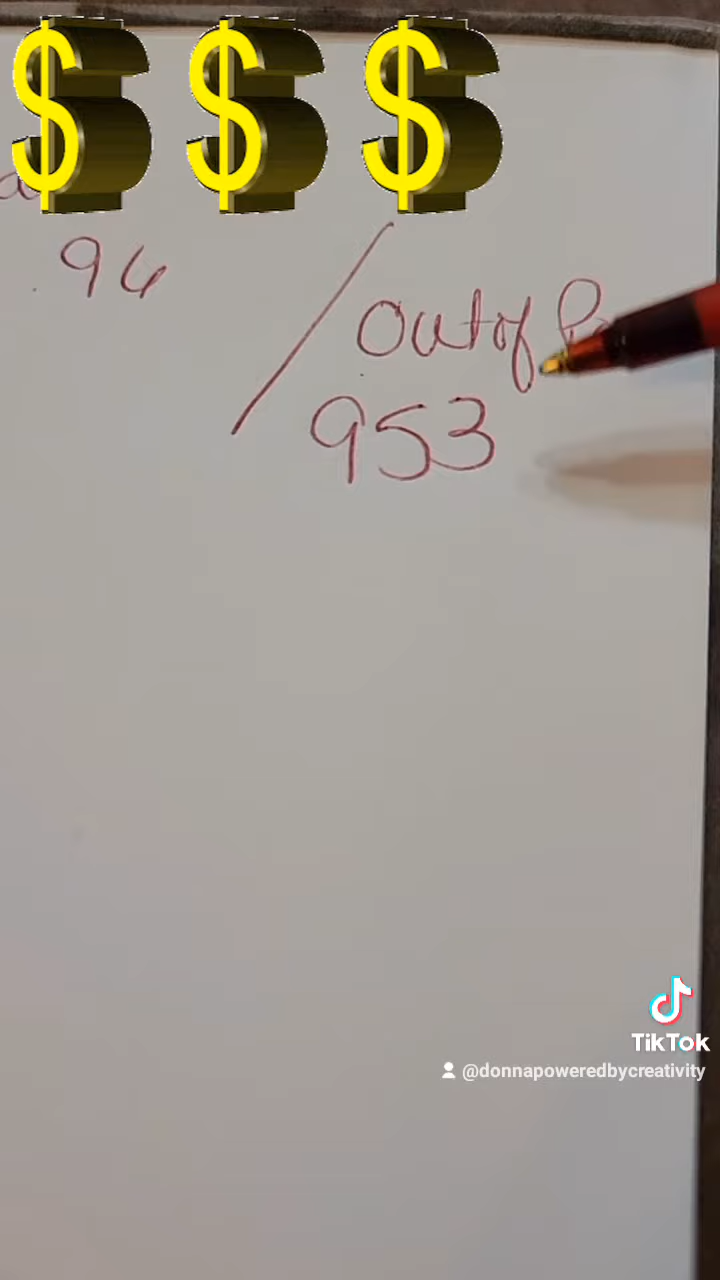 $ $ $
94
/ Out of
953
TikTok
@donnapoweredbycreativity